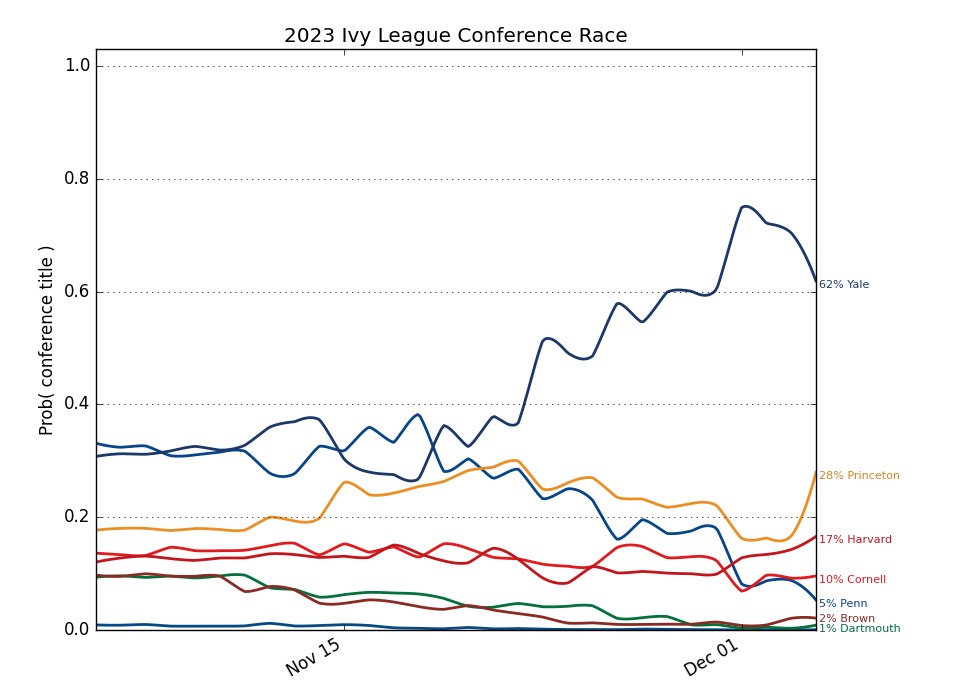 2023 Ivy League Conference Race
Prob( conference title )
1.0
0.8
0.6
0.4
0.2
0.0
Nov 15
Dec 01
62% Yale
28% Princeton
17% Harvard
10% Cornell
5% Penn
2% Brown
1% Dartmouth